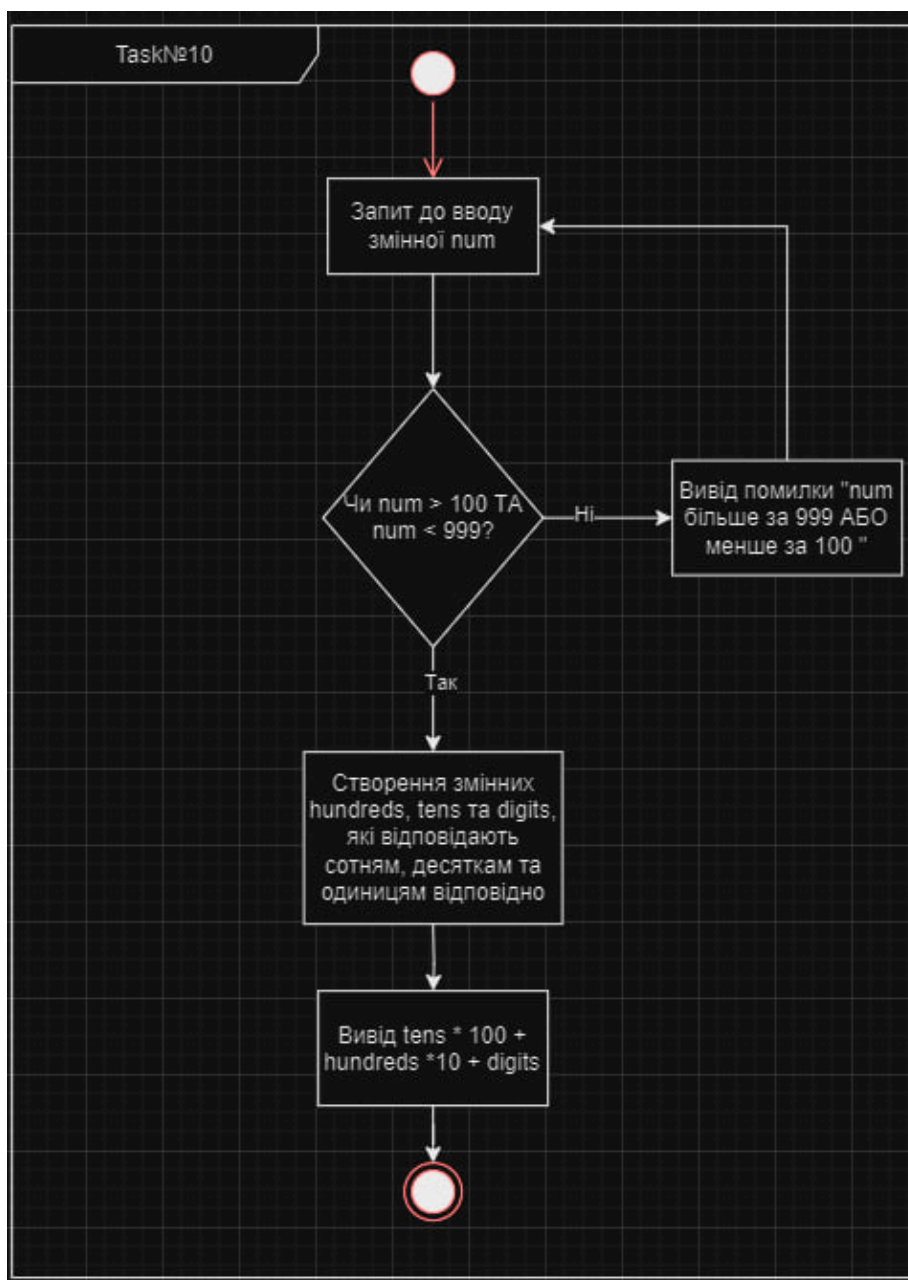 Task№10
Запит до вводу
змінної num
Чи num > 100 ТА
num < 999?
Ні
Вивід помилки "num
більше за 999 АБО
менше за 100 "
Так
Створення змінних
hundreds, tens та digits,
які відповідають
сотням, десяткам та
одиницям відповідно
Вивід tens * 100 +
hundreds *10 + digits